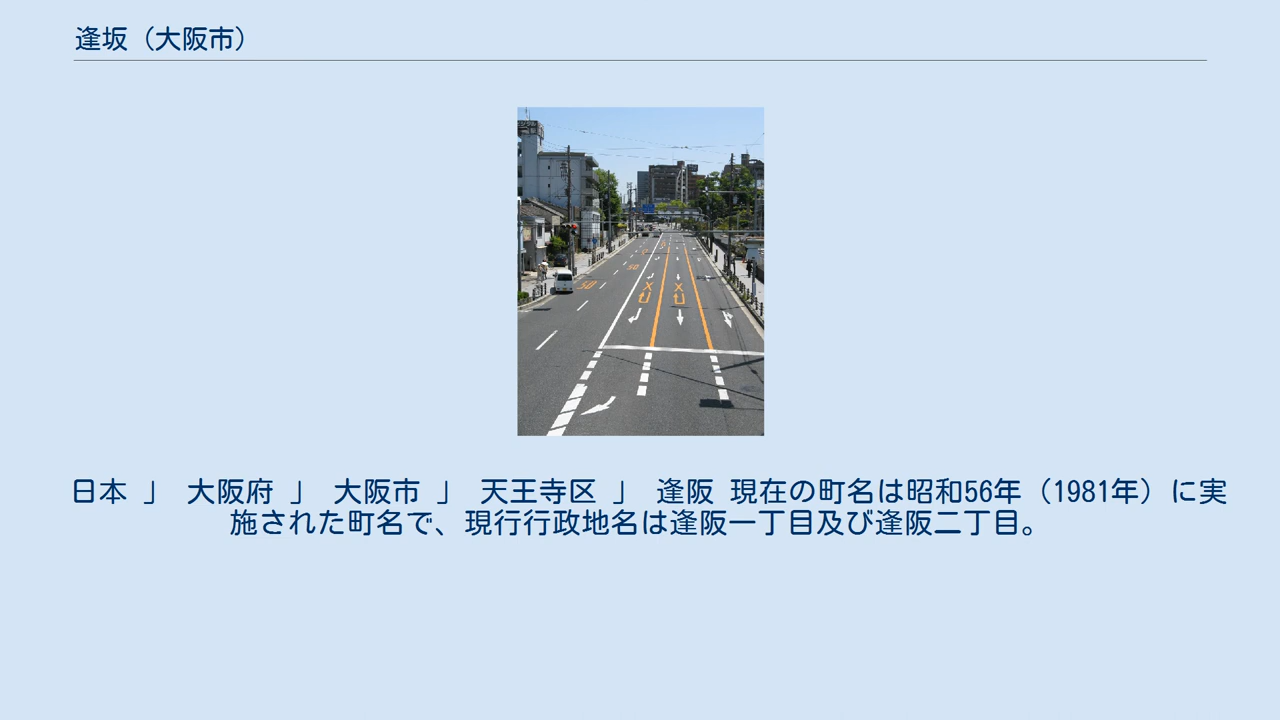 逢坂（大阪市）
50
50
日本 」 大阪府 」 大阪市 」 天王寺区 」 逢阪 現在の町名は昭和56年（1981年）に実
施された町名で、現行行政地名は逢阪一丁目及び逢阪二丁目。